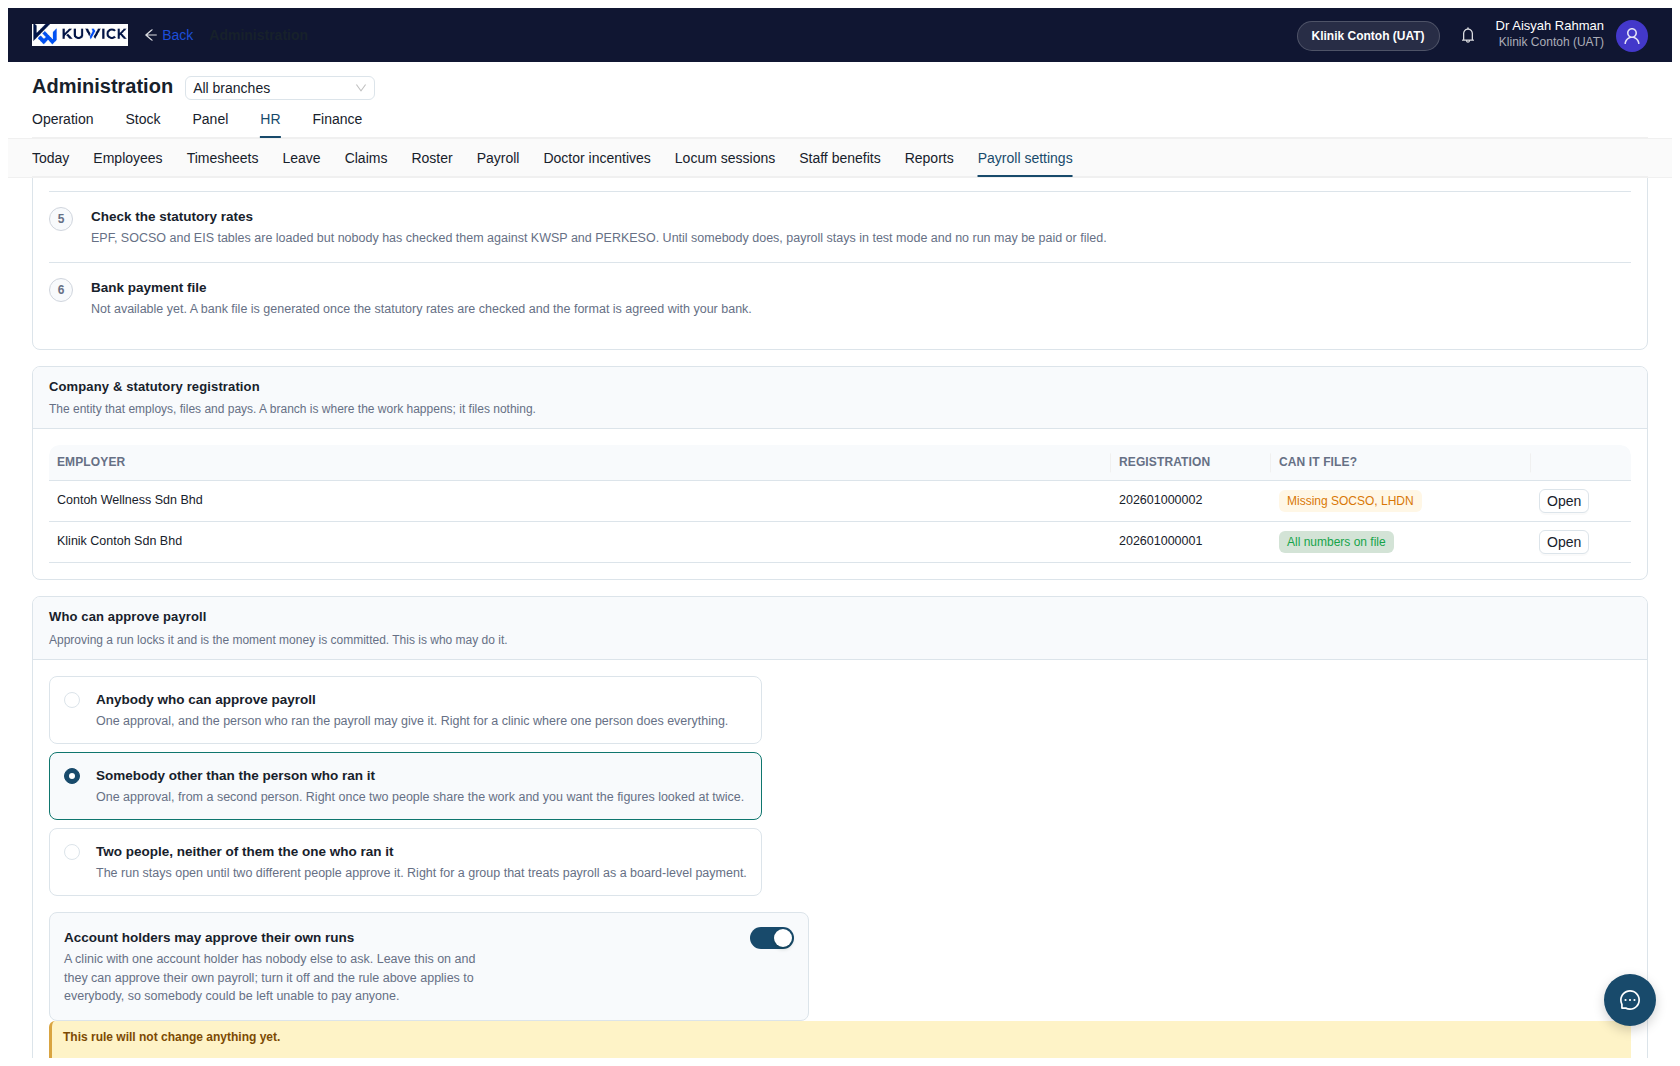 KUWICK
Back Administration
Klinik Contoh (UAT)
Dr Aisyah Rahman
Klinik Contoh (UAT)
Administration
All branches
Operation Stock Panel HR Finance
Today Employees Timesheets Leave Claims Roster Payroll Doctor incentives Locum sessions Staff benefits Reports Payroll settings
5 Check the statutory rates
EPF, SOCSO and EIS tables are loaded but nobody has checked them against KWSP and PERKESO. Until somebody does, payroll stays in test mode and no run may be paid or filed.
6 Bank payment file
Not available yet. A bank file is generated once the statutory rates are checked and the format is agreed with your bank.
Company & statutory registration
The entity that employs, files and pays. A branch is where the work happens; it files nothing.
EMPLOYER REGISTRATION CAN IT FILE?
Contoh Wellness Sdn Bhd 202601000002 Missing SOCSO, LHDN Open
Klinik Contoh Sdn Bhd 202601000001 All numbers on file Open
Who can approve payroll
Approving a run locks it and is the moment money is committed. This is who may do it.
Anybody who can approve payroll
One approval, and the person who ran the payroll may give it. Right for a clinic where one person does everything.
Somebody other than the person who ran it
One approval, from a second person. Right once two people share the work and you want the figures looked at twice.
Two people, neither of them the one who ran it
The run stays open until two different people approve it. Right for a group that treats payroll as a board-level payment.
Account holders may approve their own runs
A clinic with one account holder has nobody else to ask. Leave this on and
they can approve their own payroll; turn it off and the rule above applies to
everybody, so somebody could be left unable to pay anyone.
This rule will not change anything yet.